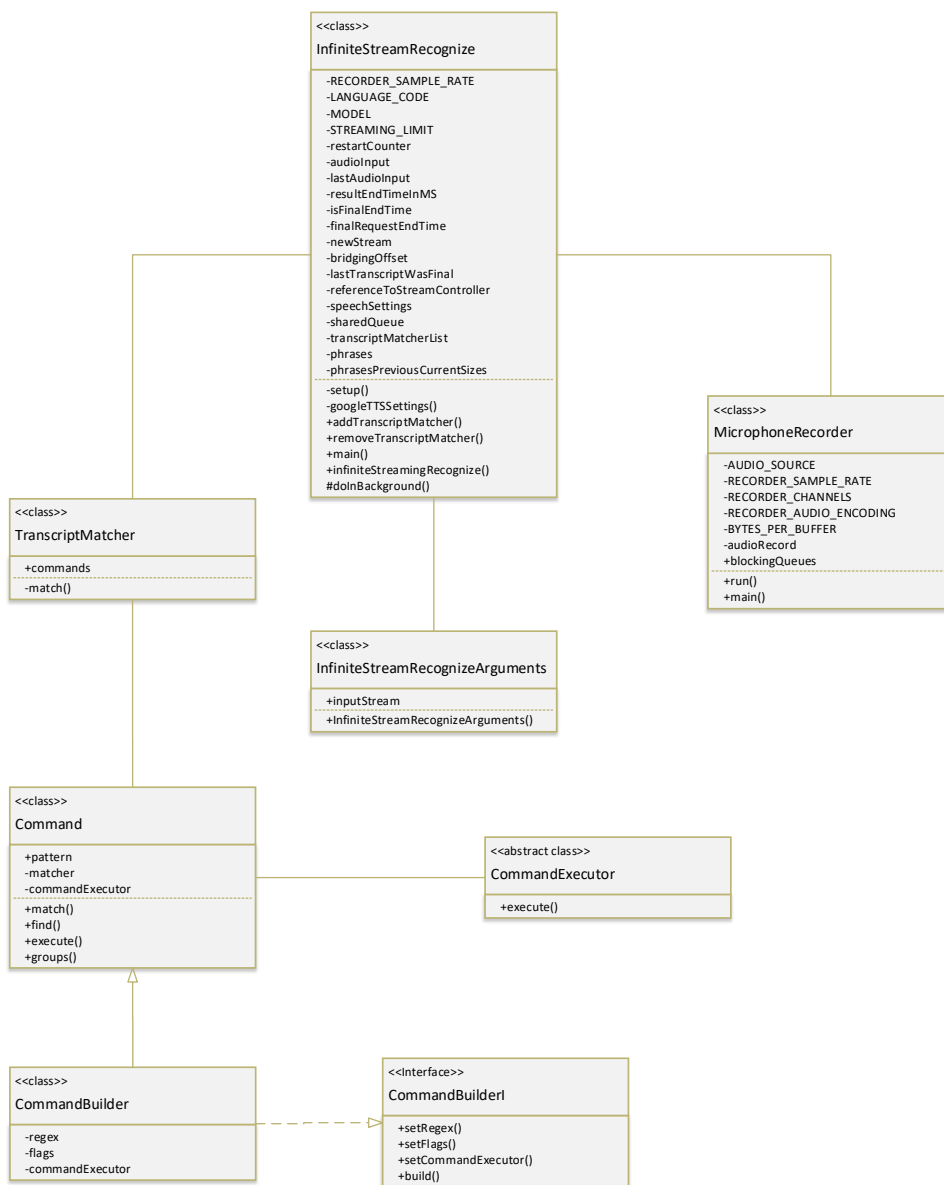 <<class>>
InfiniteStreamRecognize
-RECORDER_SAMPLE_RATE
-LANGUAGE_CODE
-MODEL
-STREAMING_LIMIT
-restartCounter
-audioInput
-lastAudioInput
-resultEndTimeInMS
-isFinalEndTime
-finalRequestEndTime
-newStream
-bridgingOffset
-lastTranscriptWasFinal
-referenceToStreamController
-speechSettings
-sharedQueue
-transcriptMatcherList
-phrases
-phrasesPreviousCurrentSizes
-setup()
-googleTTSSettings()
+addTranscriptMatcher()
+removeTranscriptMatcher()
+main()
+infiniteStreamingRecognize()
#doInBackground()
<<class>>
MicrophoneRecorder
-AUDIO_SOURCE
-RECORDER_SAMPLE_RATE
-RECORDER_CHANNELS
-RECORDER_AUDIO_ENCODING
-BYTES_PER_BUFFER
-audioRecord
+blockingQueues
+run()
+main()
<<class>>
TranscriptMatcher
+commands
-match()
<<class>>
InfiniteStreamRecognizeArguments
+inputStream
+InfiniteStreamRecognizeArguments()
<<class>>
Command
+pattern
-matcher
-commandExecutor
+match()
+find()
+execute()
+groups()
<<abstract class>>
CommandExecutor
+execute()
<<class>>
CommandBuilder
-regex
-flags
-commandExecutor
<<Interface>>
CommandBuilderI
+setRegex()
+setFlags()
+setCommandExecutor()
+build()